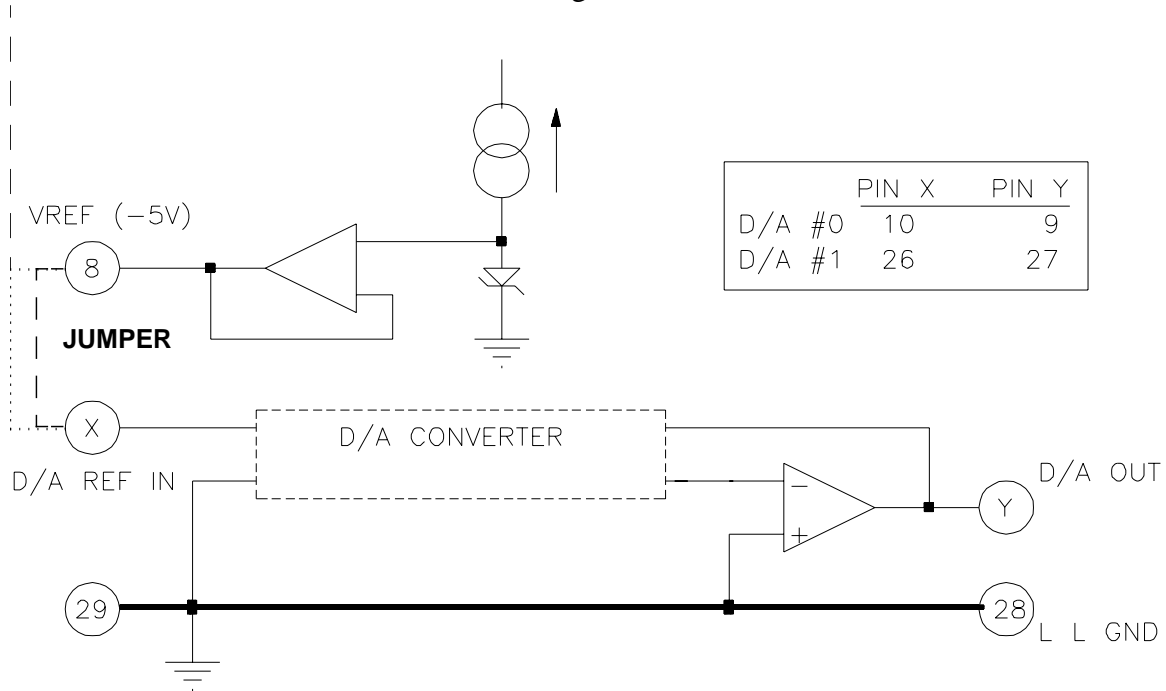 g
PIN X PIN Y
D/A #0 10 9
D/A #1 26 27
VREF (-5V)
8
JUMPER
X
D/A CONVERTER
D/A REF IN
D/A OUT
−
Y
+
29
28
L L GND